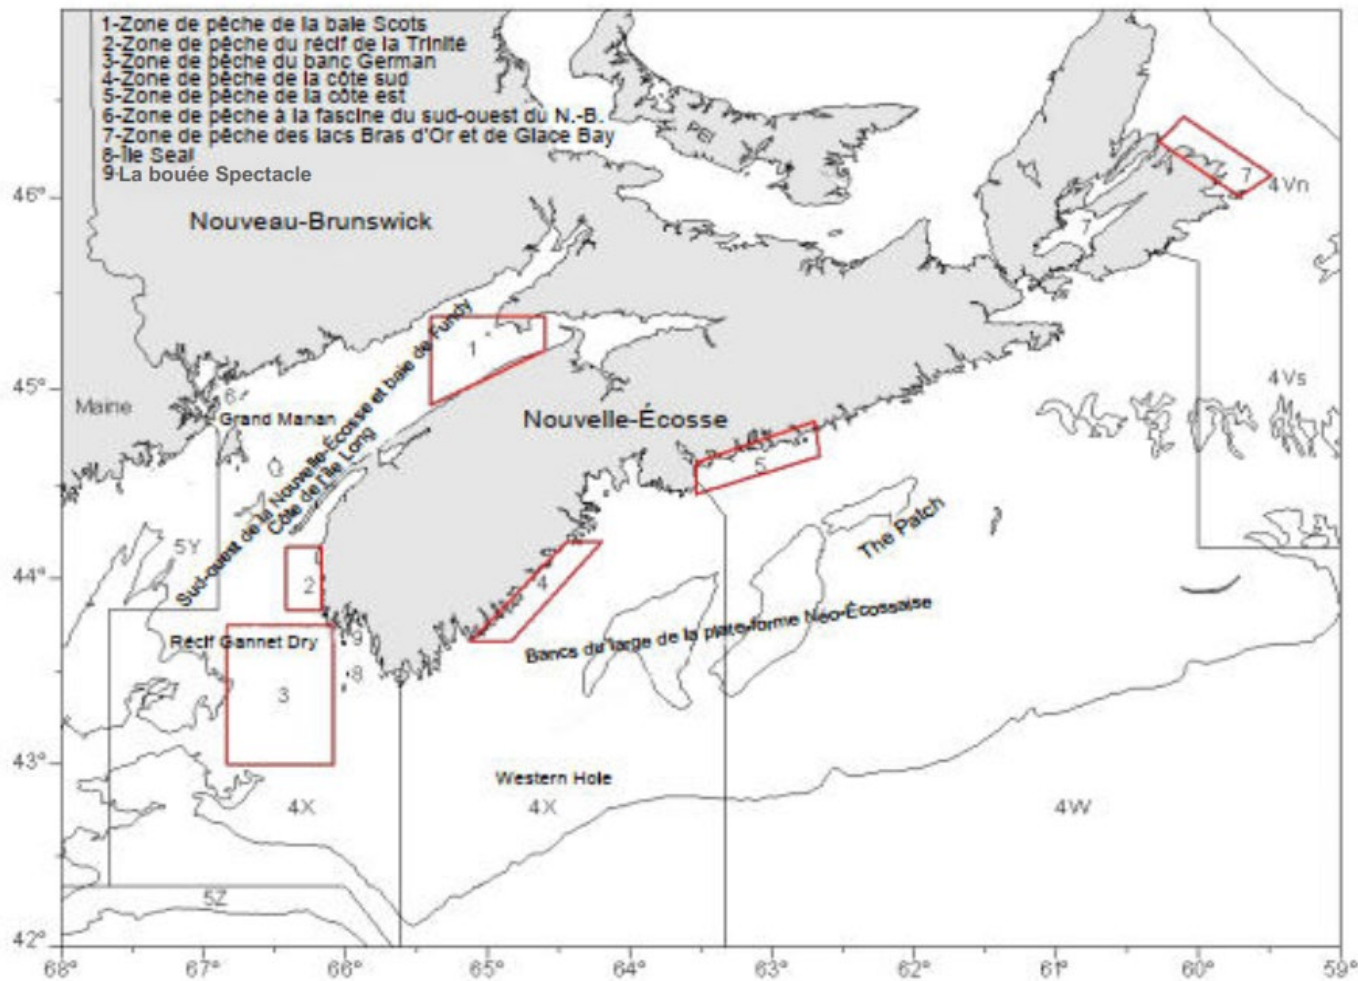 1-Zone de pêche de la baie Scots
2-Zone de pêche du récif de la Trinité
3-Zone de pêche du banc German
4-Zone de pêche de la côte sud
5-Zone de pêche de la côte est
6-Zone de pêche à la fascine du sud-ouest du N.-B.
7-Zone de pêche des lacs Bras d'Or et de Glace Bay
8-Île Seal
9-La bouée Spectacle
PEI
Nouveau-Brunswick
7
4Vn
7
46°
Sud-ouest de la Nouvelle-Écosse et baie de Fundy
Côte de l'île Long
1
45°
Maine
6
Grand Manan
Nouvelle-Écosse
4Vs
5
The Patch
5Y
44°
2
4
Bancs du large de la plate-forme Néo-Écossaise
Récif Gannet Dry
9
8
3
43°
Western Hole
4X
4X
4W
5Z
42°
68°
67°
66°
65°
64°
63°
62°
61°
60°
59°